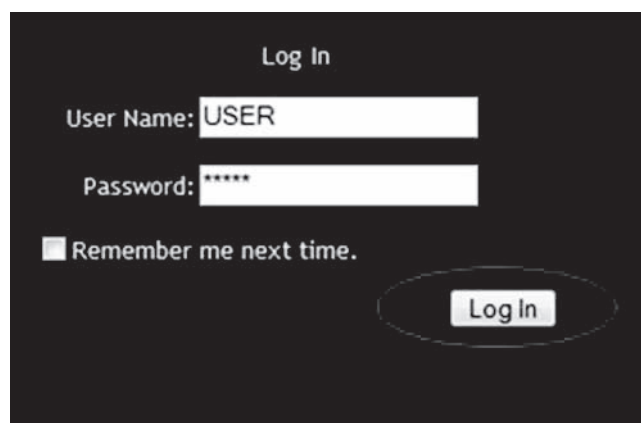 Log In
User Name: USER
Password: *****
Remember me next time.
Log In